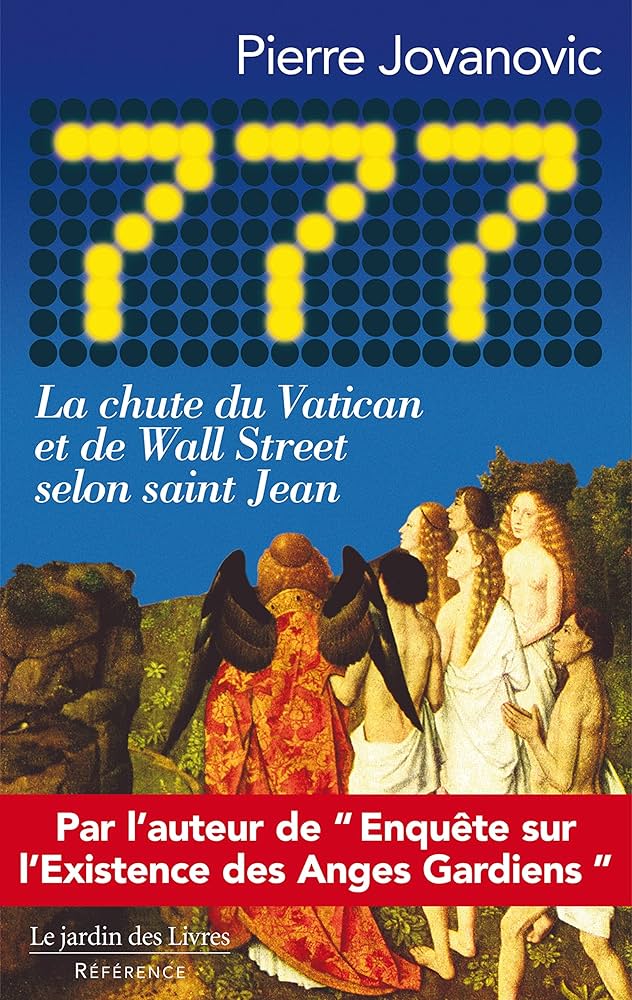 Pierre Jovanovic
777
La chute du Vatican
et de Wall Street
selon saint Jean
Par l'auteur de " Enquête sur
l'Existence des Anges Gardiens "
Le jardin des Livres
RÉFÉRENCE